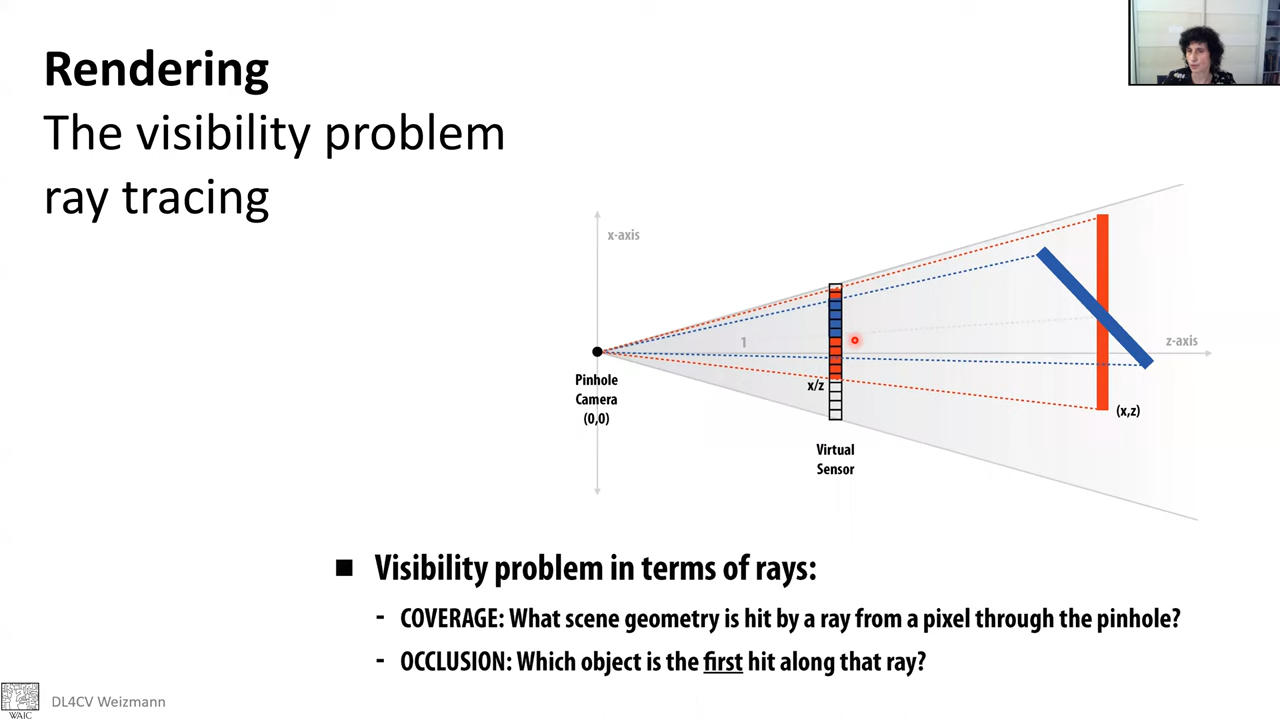 Rendering
The visibility problem
ray tracing
x-axis
1
z-axis
Pinhole
Camera
(0,0)
x/z
(x,z)
Virtual
Sensor
■ Visibility problem in terms of rays:
- COVERAGE: What scene geometry is hit by a ray from a pixel through the pinhole?
- OCCLUSION: Which object is the first hit along that ray?
WAIC
DL4CV Weizmann